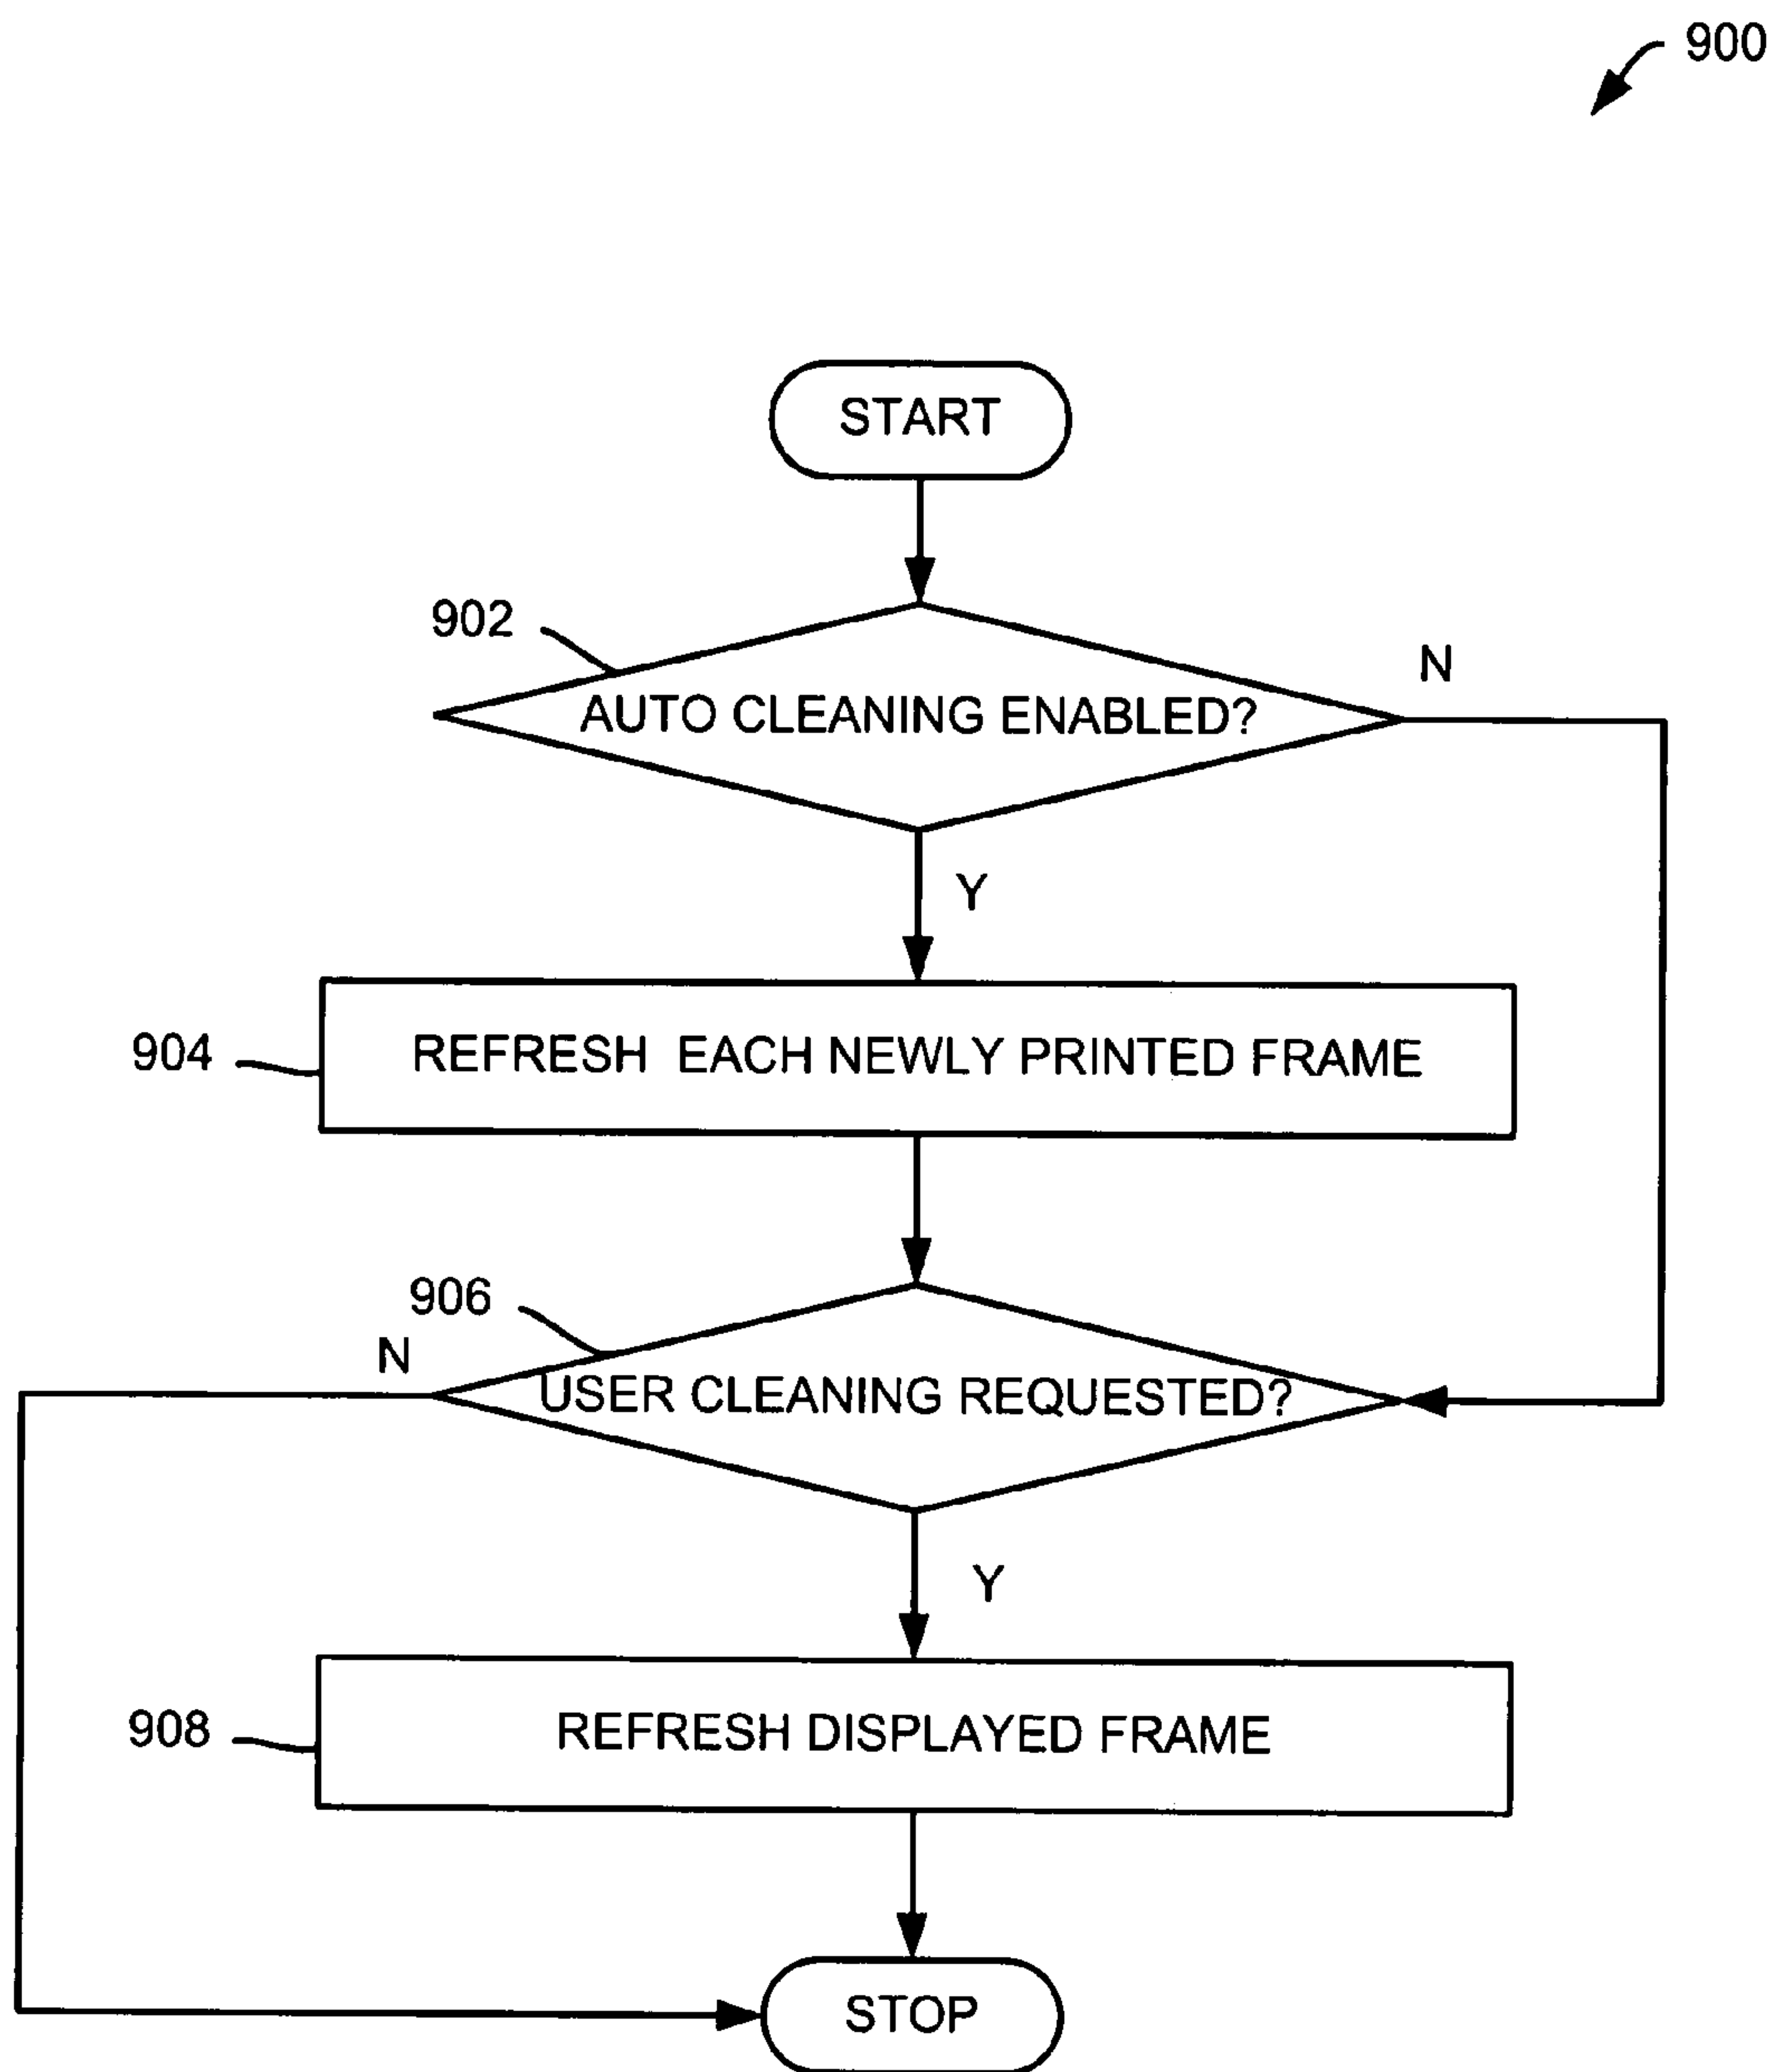 900
START
902
N
AUTO CLEANING ENABLED?
Y
904
REFRESH EACH NEWLY PRINTED FRAME
906
N
USER CLEANING REQUESTED?
Y
908
REFRESH DISPLAYED FRAME
STOP